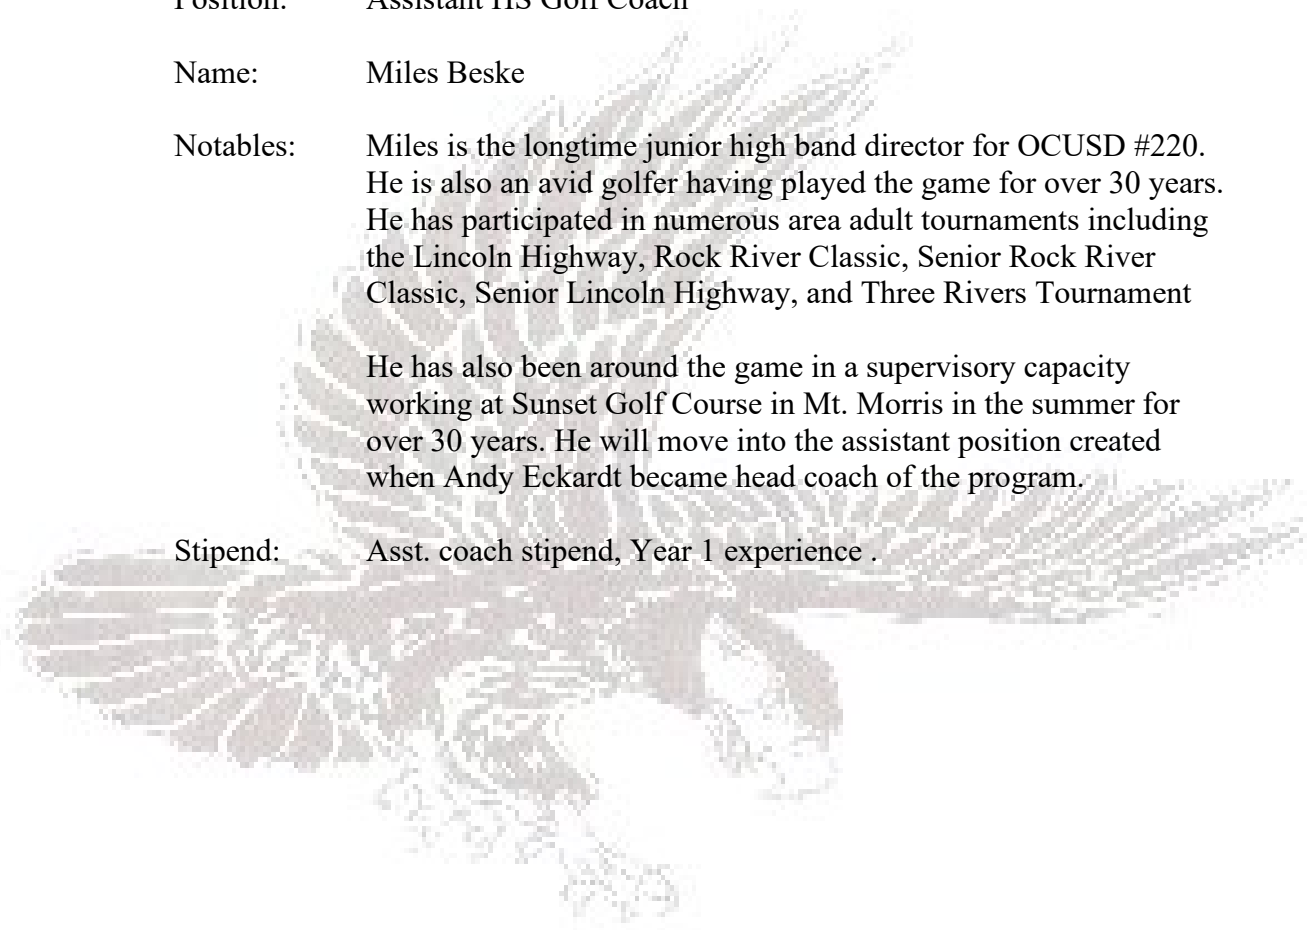 Position: Assistant HS Golf Coach
Name: Miles Beske
Notables: Miles is the longtime junior high band director for OCUSD #220.
He is also an avid golfer having played the game for over 30 years.
He has participated in numerous area adult tournaments including
the Lincoln Highway, Rock River Classic, Senior Rock River
Classic, Senior Lincoln Highway, and Three Rivers Tournament
He has also been around the game in a supervisory capacity
working at Sunset Golf Course in Mt. Morris in the summer for
over 30 years. He will move into the assistant position created
when Andy Eckardt became head coach of the program.
Stipend: Asst. coach stipend, Year 1 experience .